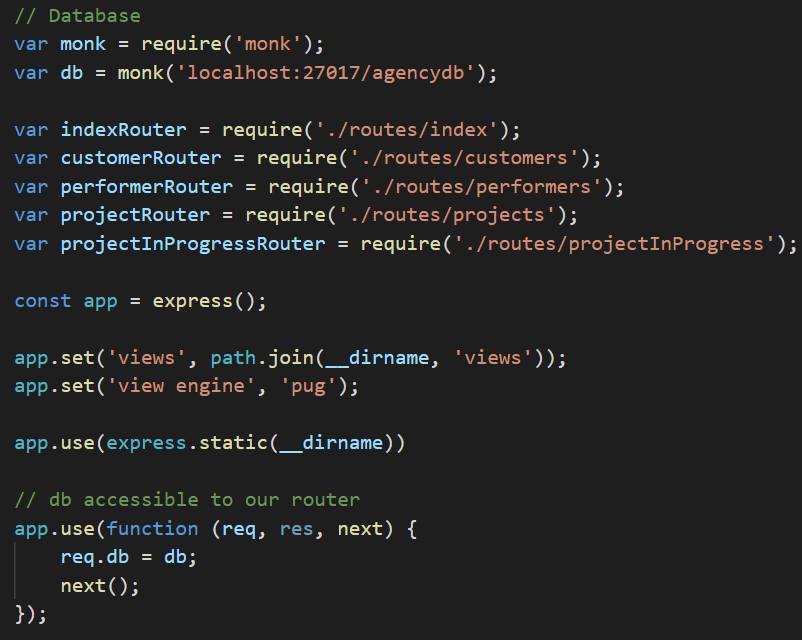 // Database
var monk = require('monk');
var db = monk('localhost:27017/agencydb');
var indexRouter = require('./routes/index');
var customerRouter = require('./routes/customers');
var performerRouter = require('./routes/performers');
var projectRouter = require('./routes/projects');
var projectInProgressRouter = require('./routes/projectInProgress');
const app = express();
app.set('views', path.join(__dirname, 'views'));
app.set('view engine', 'pug');
app.use(express.static(__dirname))
// db accessible to our router
app.use(function (req, res, next) {
    req.db = db;
    next();
});